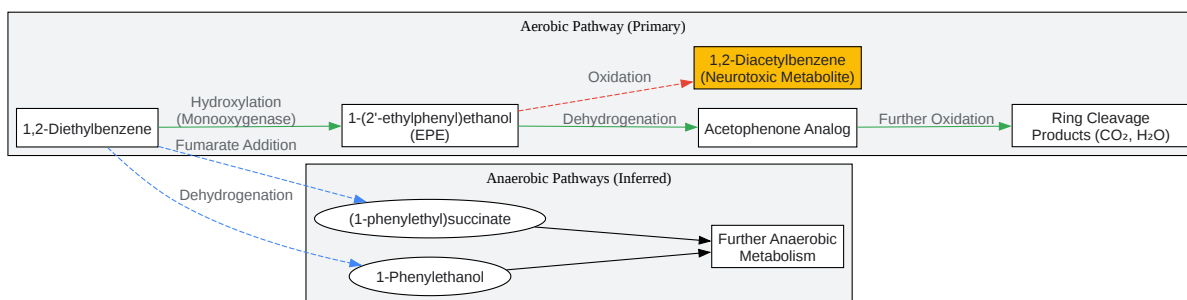 Aerobic Pathway (Primary)
1,2-Diacetylbenzene
(Neurotoxic Metabolite)
Oxidation
Hydroxylation
(Monooxygenase)
1,2-Diethylbenzene
1-(2'-ethylphenyl)ethanol
(EPE)
Dehydrogenation
Acetophenone Analog
Further Oxidation
Ring Cleavage
Products (CO₂, H₂O)
Fumarate Addition
Anaerobic Pathways (Inferred)
Dehydrogenation
(1-phenylethyl)succinate
Further Anaerobic
Metabolism
1-Phenylethanol